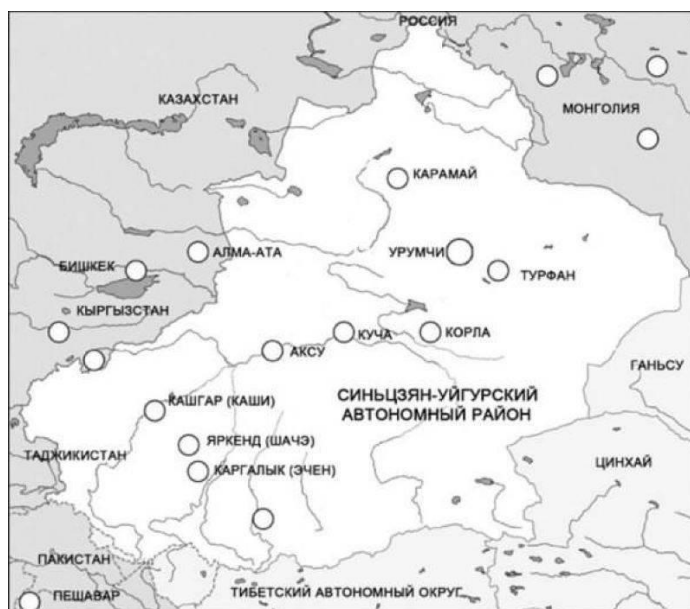 РОССИЯ
КАЗАХСТАН
МОНГОЛИЯ
КАРАМАЙ
АЛМА-АТА
УРУМЧИ
БИШКЕК
ТУРФАН
КЫРГЫЗСТАН
КУЧА
КОРЛА
АКСУ
ГАНЬСУ
СИНЬЦЗЯН-УЙГУРСКИЙ
АВТОНОМНЫЙ РАЙОН
КАШГАР (КАШИ)
ЯРКЕНД (ШАЧЭ)
ТАДЖИКИСТАН
КАРГАЛЫК (ЭЧЕН)
ЦИНХАЙ
ПАКИСТАН
ПЕШАВАР
ТИБЕТСКИЙ АВТОНОМНЫЙ ОКРУГ